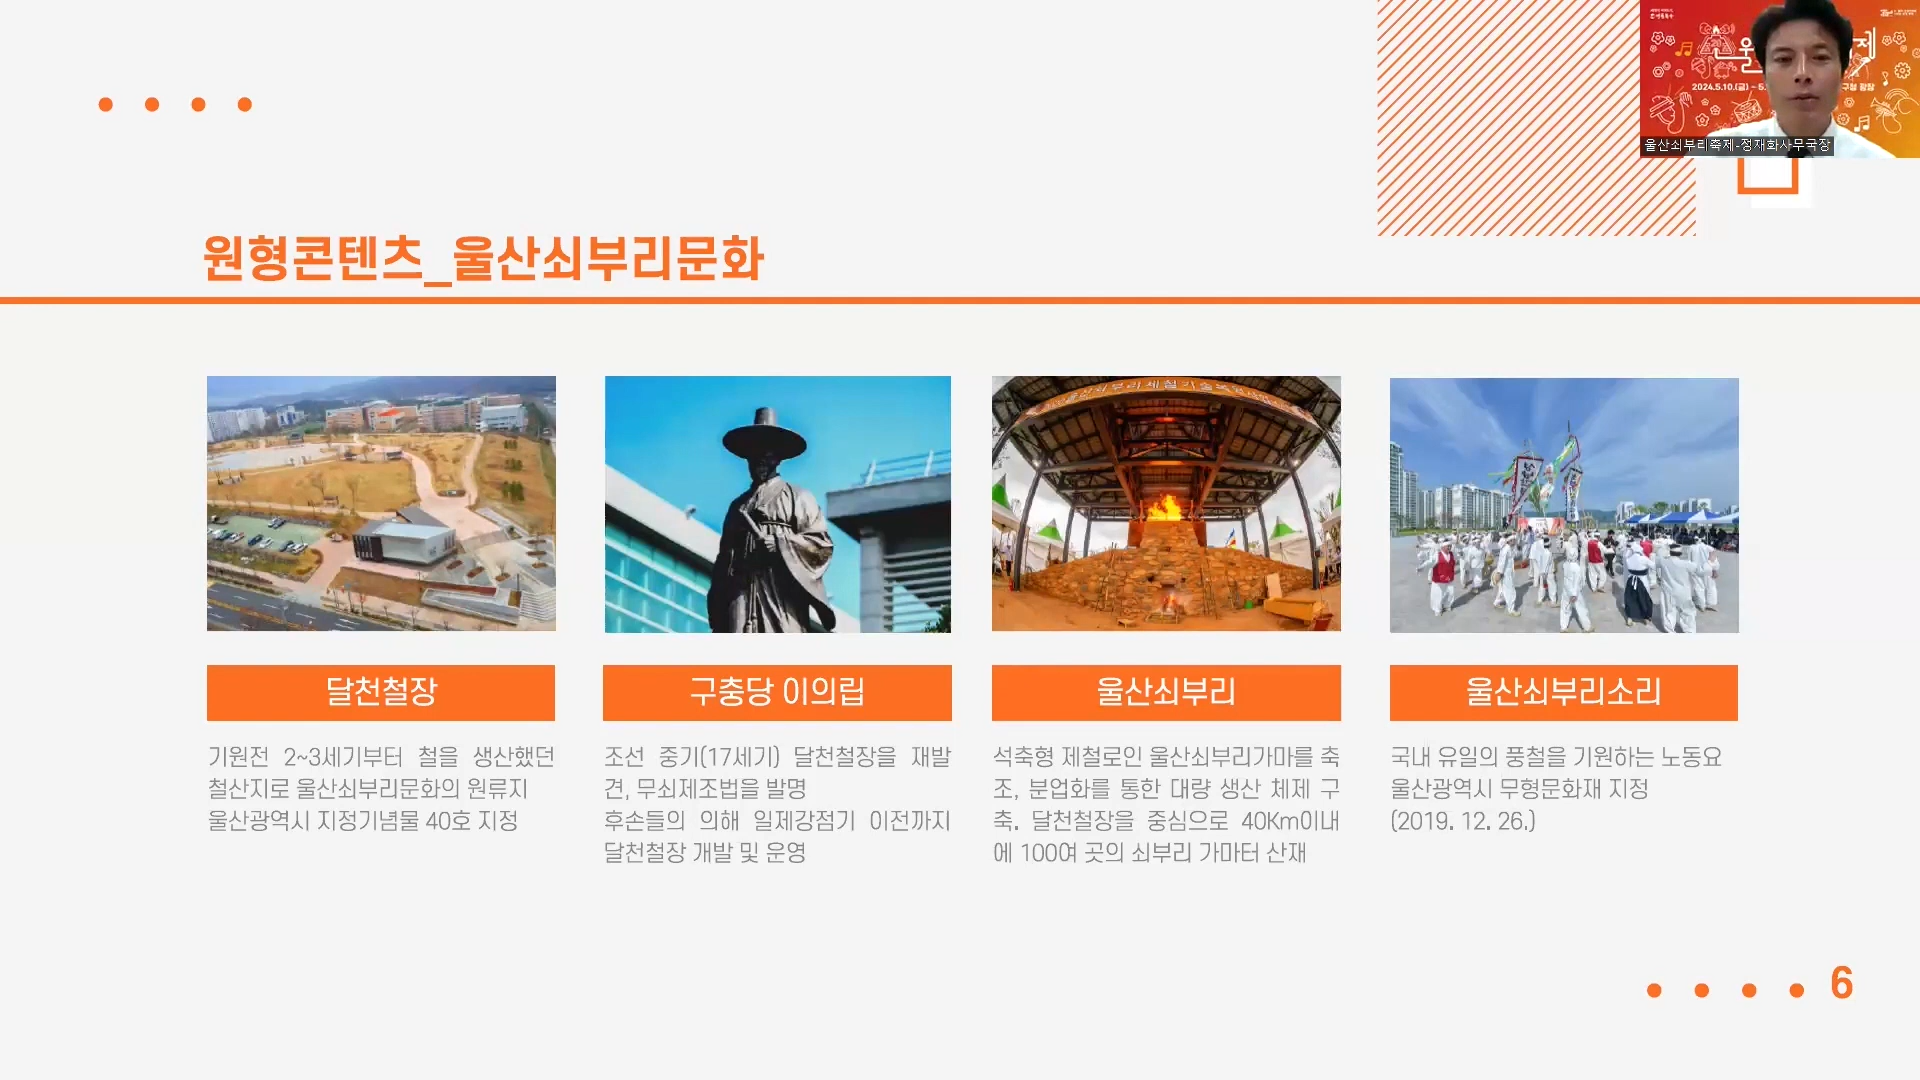 울
제
2024.5.10.(금) ~ 5.
구청 광장
울산쇠부리축제-정재화사무국장
원형콘텐츠_울산쇠부리문화
달천철장
기원전 2~3세기부터 철을 생산했던
철산지로 울산쇠부리문화의 원류지
울산광역시 지정기념물 40호 지정
구충당 이의립
조선 중기(17세기) 달천철장을 재발
견, 무쇠제조법을 발명
후손들의 의해 일제강점기 이전까지
달천철장 개발 및 운영
울산쇠부리
석축형 제철로인 울산쇠부리가마를 축
조, 분업화를 통한 대량 생산 체제 구
축. 달천철장을 중심으로 40Km이내
에 100여 곳의 쇠부리 가마터 산재
울산쇠부리소리
국내 유일의 풍철을 기원하는 노동요
울산광역시 무형문화재 지정
(2019. 12. 26.)
6